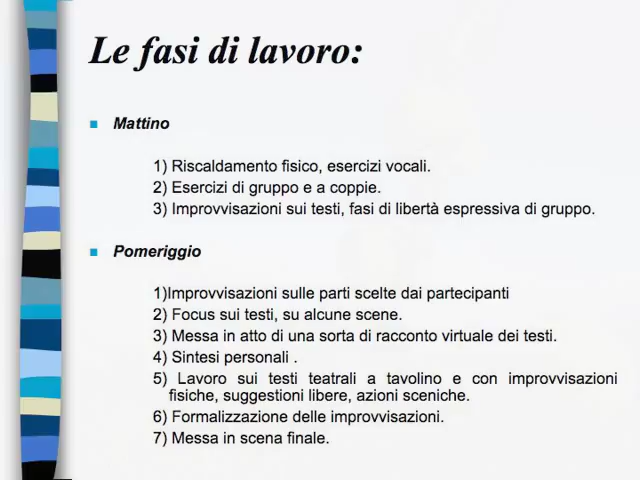 Le fasi di lavoro:
Mattino
1) Riscaldamento fisico, esercizi vocali.
2) Esercizi di gruppo e a coppie.
3) Improvvisazioni sui testi, fasi di libertà espressiva di gruppo.
Pomeriggio
1)Improvvisazioni sulle parti scelte dai partecipanti
2) Focus sui testi, su alcune scene.
3) Messa in atto di una sorta di racconto virtuale dei testi.
4) Sintesi personali .
5) Lavoro sui testi teatrali a tavolino e con improvvisazioni
fisiche, suggestioni libere, azioni sceniche.
6) Formalizzazione delle improvvisazioni.
7) Messa in scena finale.